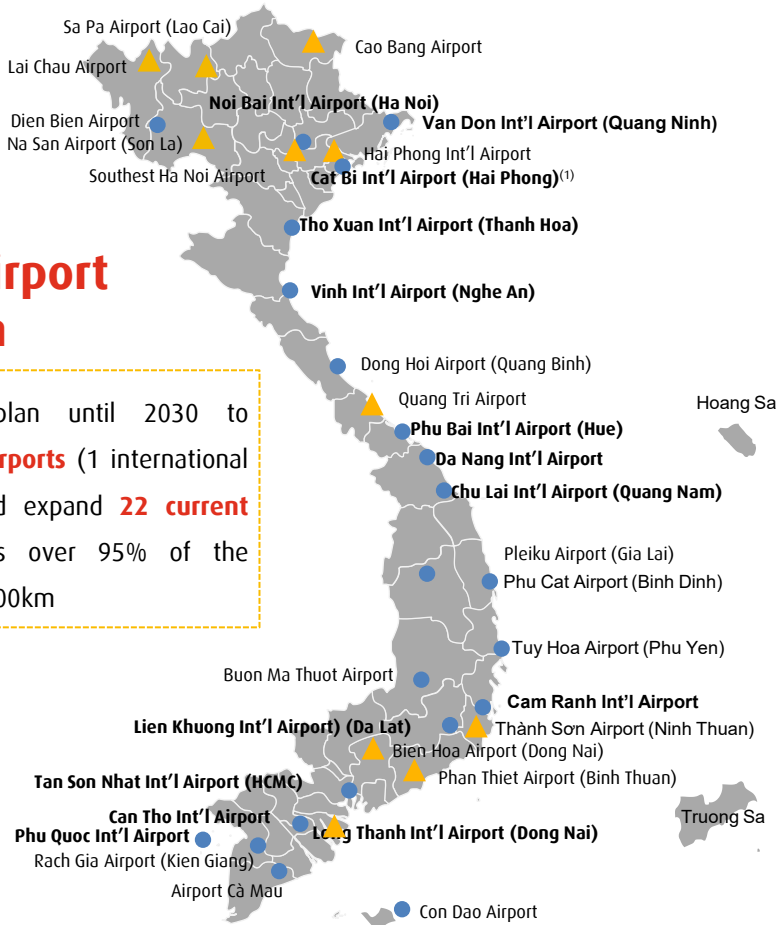 Sa Pa Airport (Lao Cai)
Cao Bang Airport
Lai Chau Airport
Noi Bai Int'l Airport (Ha Noi)
Dien Bien Airport
Van Don Int'l Airport (Quang Ninh)
Na San Airport (Son La)
Hai Phong Int'l Airport
Southest Ha Noi Airport
Cat Bi Int'l Airport (Hai Phong)(1)
Tho Xuan Int'l Airport (Thanh Hoa)
irport
Vinh Int'l Airport (Nghe An)
Dong Hoi Airport (Quang Binh)
plan until 2030 to
rports (1 international
d expand 22 current
s over 95% of the
00km
Quang Tri Airport
Hoang Sa
Phu Bai Int'l Airport (Hue)
Da Nang Int'l Airport
Chu Lai Int'l Airport (Quang Nam)
Pleiku Airport (Gia Lai)
Phu Cat Airport (Binh Dinh)
Tuy Hoa Airport (Phu Yen)
Buon Ma Thuot Airport
Cam Ranh Int'l Airport
Lien Khuong Int'l Airport) (Da Lat)
Thành Sơn Airport (Ninh Thuan)
Bien Hoa Airport (Dong Nai)
Phan Thiet Airport (Binh Thuan)
Tan Son Nhat Int'l Airport (HCMC)
Can Tho Int'l Airport
Truong Sa
Phu Quoc Int'l Airport
Long Thanh Int'l Airport (Dong Nai)
Rach Gia Airport (Kien Giang)
Airport Cà Mau
Con Dao Airport